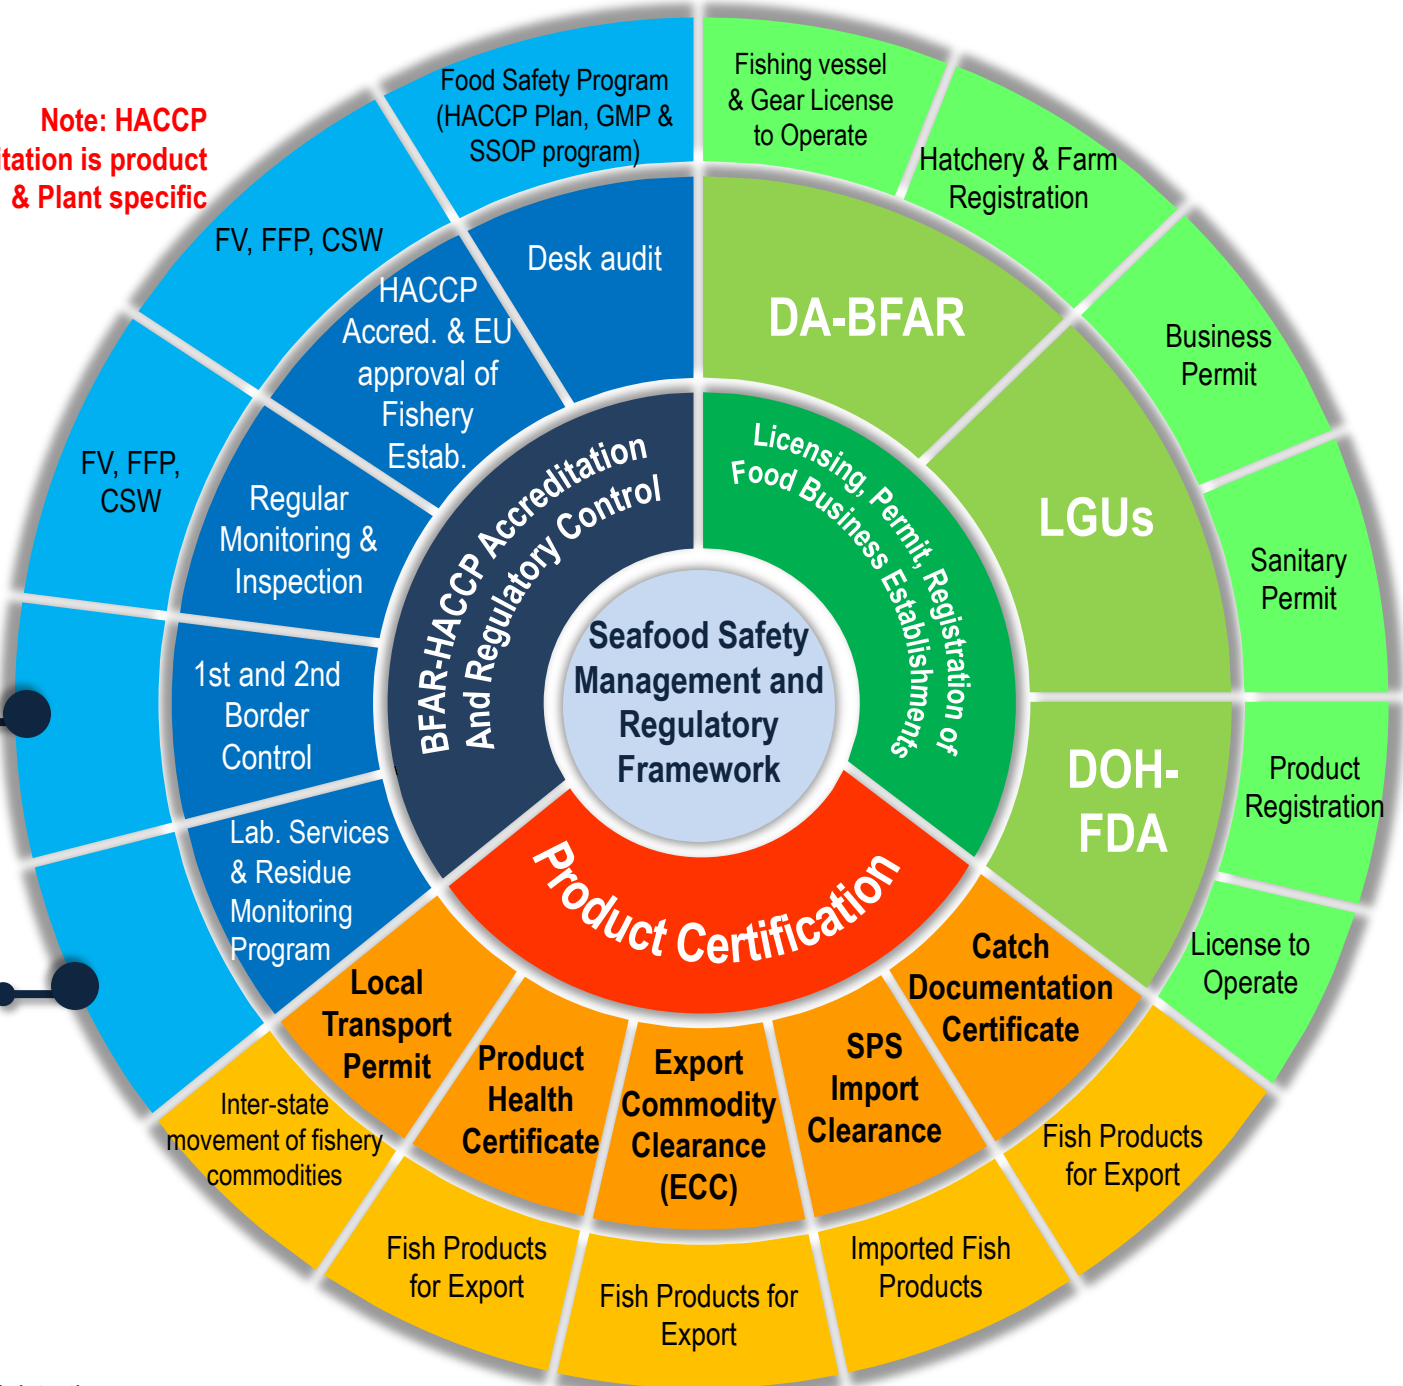 Note: HACCP
itation is product
& Plant specific
Food Safety Program
(HACCP Plan, GMP &
SSOP program)
Fishing vessel
& Gear License
to Operate
Hatchery & Farm
Registration
FV, FFP, CSW
Desk audit
HACCP
Accred. & EU
approval of
Fishery
Estab.
DA-BFAR
Business
Permit
FV, FFP,
CSW
Regular
Monitoring &
Inspection
LGUs
Sanitary
Permit
BFAR-HACCP Accreditation
And Regulatory Control
Licensing, Permit, Registration of
Food Business Establishments
Seafood Safety
Management and
Regulatory
Framework
1st and 2nd
Border
Control
DOH-
FDA
Product
Registration
Lab. Services
& Residue
Monitoring
Program
Product Certification
License to
Operate
Local
Transport
Permit
Product
Health
Certificate
Export
Commodity
Clearance
(ECC)
SPS
Import
Clearance
Catch
Documentation
Certificate
Inter-state
movement of fishery
commodities
Fish Products
for Export
Fish Products for
Export
Imported Fish
Products
Fish Products
for Export